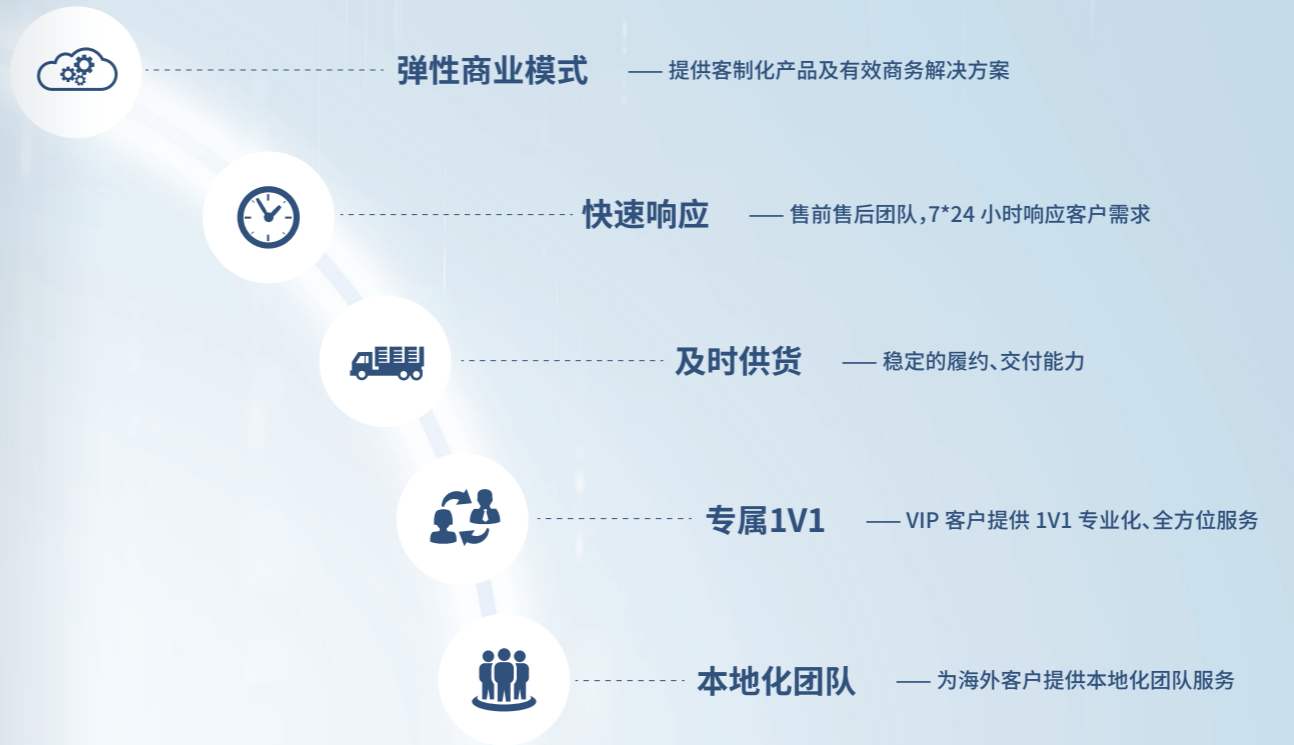 弹性商业模式 —— 提供客制化产品及有效商务解决方案
快速响应 —— 售前售后团队，7*24 小时响应客户需求
及时供货 —— 稳定的履约、交付能力
专属1V1 —— VIP 客户提供 1V1 专业化、全方位服务
本地化团队 —— 为海外客户提供本地化团队服务